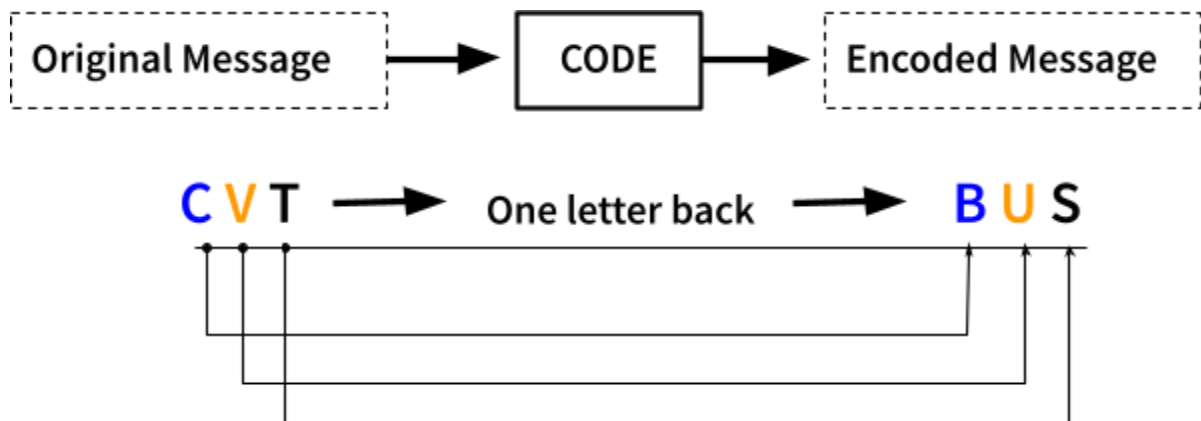 Original Message CODE Encoded Message
C V T One letter back B U S